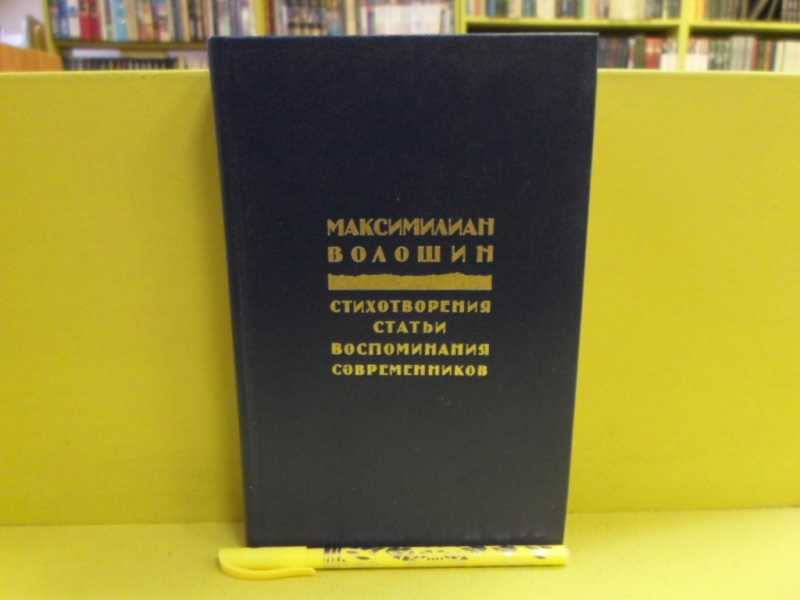 МАКСИМИЛИАН
ВОЛОШИН
СТИХОТВОРЕНИЯ
СТАТЬИ
ВОСПОМИНАНИЯ
СОВРЕМЕННИКОВ